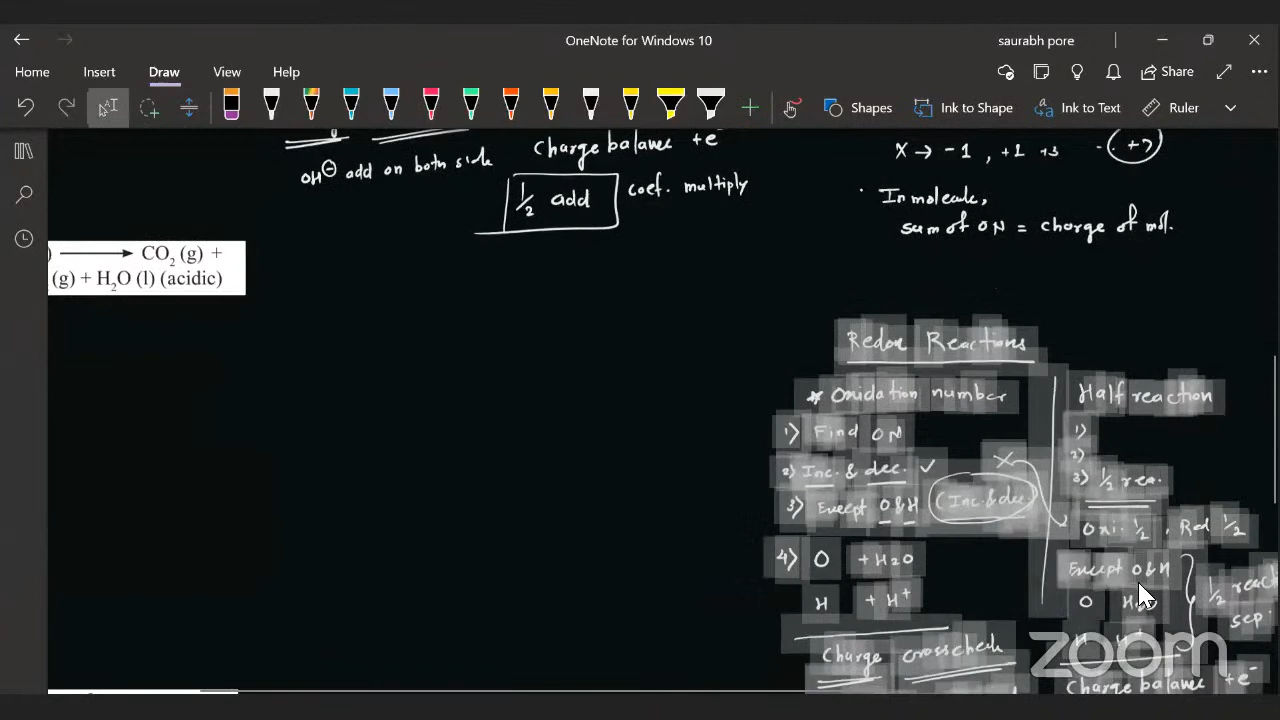 OneNote for Windows 10
saurabh pore
Home Insert Draw View Help
Share
Shapes
Ink to Shape
Ink to Text
Ruler
OH⊖ add on both side
Charge balance +e⁻
1/2 add
coef. multiply
X → -1 , +1 +3 - . +7
In molecule,
sum of ON = charge of mol.
) ⟶ CO₂ (g) +
(g) + H₂O (l) (acidic)
Redox Reactions
* Oxidation number
1) Find ON
2) Inc. & dec. ✓
3) Except O & H (Inc. & dec.)
4) O + H2O
H + H⁺
Charge crosscheck
Half reaction
1)
2)
3) 1/2 rea.
Oxi. 1/2 , Red 1/2
Except O & H
O H₂O
H H⁺
1/2 react
sep
Charge balance +e⁻
zoom